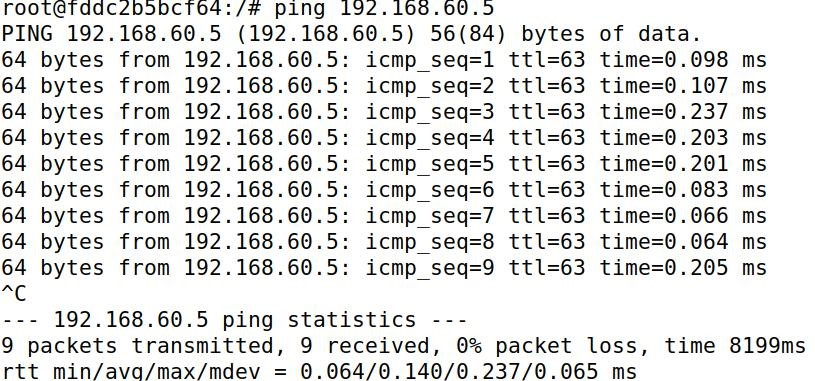 root@fddc2b5bcf64:/# ping 192.168.60.5
PING 192.168.60.5 (192.168.60.5) 56(84) bytes of data.
64 bytes from 192.168.60.5: icmp_seq=1 ttl=63 time=0.098 ms
64 bytes from 192.168.60.5: icmp_seq=2 ttl=63 time=0.107 ms
64 bytes from 192.168.60.5: icmp_seq=3 ttl=63 time=0.237 ms
64 bytes from 192.168.60.5: icmp_seq=4 ttl=63 time=0.203 ms
64 bytes from 192.168.60.5: icmp_seq=5 ttl=63 time=0.201 ms
64 bytes from 192.168.60.5: icmp_seq=6 ttl=63 time=0.083 ms
64 bytes from 192.168.60.5: icmp_seq=7 ttl=63 time=0.066 ms
64 bytes from 192.168.60.5: icmp_seq=8 ttl=63 time=0.064 ms
64 bytes from 192.168.60.5: icmp_seq=9 ttl=63 time=0.205 ms
^C
--- 192.168.60.5 ping statistics ---
9 packets transmitted, 9 received, 0% packet loss, time 8199ms
rtt min/avg/max/mdev = 0.064/0.140/0.237/0.065 ms